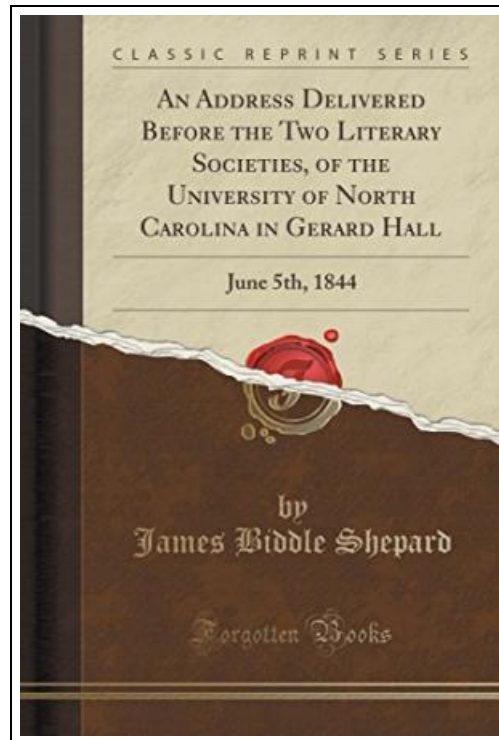 CLASSIC REPRINT SERIES
AN ADDRESS DELIVERED
BEFORE THE TWO LITERARY
SOCIETIES, OF THE
UNIVERSITY OF NORTH
CAROLINA IN GERARD HALL
June 5th, 1844
by
James Biddle Shepard
Forgotten Books